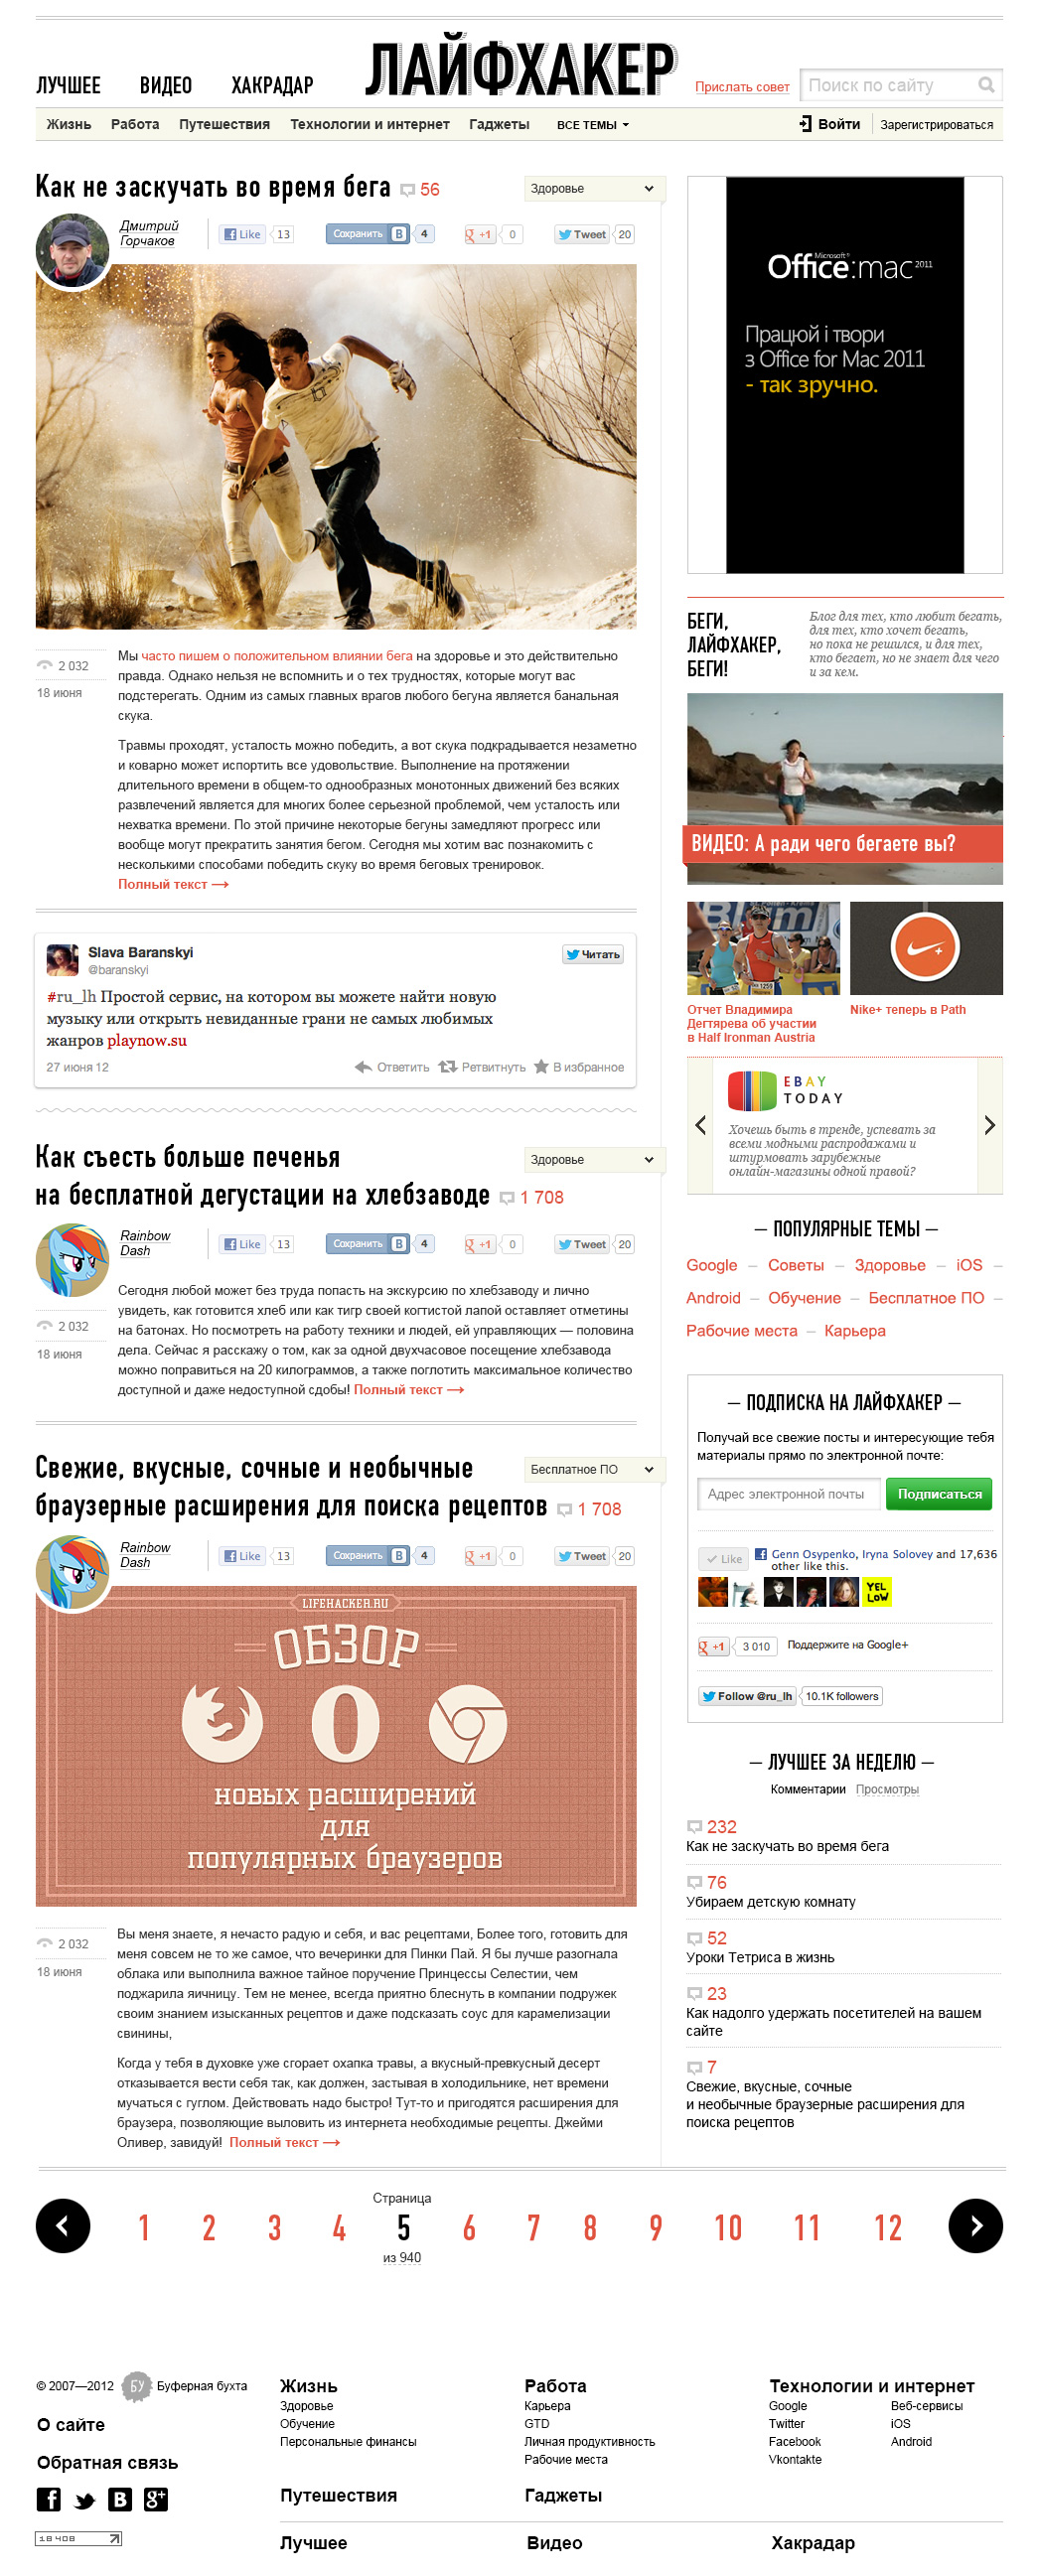 ЛУЧШЕЕ ВИДЕО ХАКРАДАР
ЛАЙФХАКЕР
Прислать совет
Поиск по сайту
Жизнь Работа Путешествия Технологии и интернет Гаджеты ВСЕ ТЕМЫ
Войти Зарегистрироваться
Как не заскучать во время бега 56
Здоровье
Дмитрий
Горчаков
Like 13 Сохранить B 4 g +1 0 Tweet 20
2 032
18 июня
Мы часто пишем о положительном влиянии бега на здоровье и это действительно
правда. Однако нельзя не вспомнить и о тех трудностях, которые могут вас
подстерегать. Одним из самых главных врагов любого бегуна является банальная
скука.
Травмы проходят, усталость можно победить, а вот скука подкрадывается незаметно
и коварно может испортить все удовольствие. Выполнение на протяжении
длительного времени в общем-то однообразных монотонных движений без всяких
развлечений является для многих более серьезной проблемой, чем усталость или
нехватка времени. По этой причине некоторые бегуны замедляют прогресс или
вообще могут прекратить занятия бегом. Сегодня мы хотим вас познакомить с
несколькими способами победить скуку во время беговых тренировок.
Полный текст
Slava Baranskyi
@baranskyi
Читать
#ru_lh Простой сервис, на котором вы можете найти новую
музыку или открыть невиданные грани не самых любимых
жанров playnow.su
27 июня 12 Ответить Ретвитнуть В избранное
Как съесть больше печенья
на бесплатной дегустации на хлебзаводе 1 708
Здоровье
Rainbow
Dash
Like 13 Сохранить B 4 g +1 0 Tweet 20
2 032
18 июня
Сегодня любой может без труда попасть на экскурсию по хлебзаводу и лично
увидеть, как готовится хлеб или как тигр своей когтистой лапой оставляет отметины
на батонах. Но посмотреть на работу техники и людей, ей управляющих — половина
дела. Сейчас я расскажу о том, как за одной двухчасовое посещение хлебзавода
можно поправиться на 20 килограммов, а также поглотить максимальное количество
доступной и даже недоступной сдобы! Полный текст
Свежие, вкусные, сочные и необычные
браузерные расширения для поиска рецептов 1 708
Бесплатное ПО
Rainbow
Dash
Like 13 Сохранить B 4 g +1 0 Tweet 20
LIFEHACKER.RU
ОБЗОР
0
новых расширений
для
популярных браузеров
2 032
18 июня
Вы меня знаете, я нечасто радую и себя, и вас рецептами, Более того, готовить для
меня совсем не то же самое, что вечеринки для Пинки Пай. Я бы лучше разогнала
облака или выполнила важное тайное поручение Принцессы Селестии, чем
поджарила яичницу. Тем не менее, всегда приятно блеснуть в компании подружек
своим знанием изысканных рецептов и даже подсказать соус для карамелизации
свинины,
Когда у тебя в духовке уже сгорает охапка травы, а вкусный-превкусный десерт
отказывается вести себя так, как должен, застывая в холодильнике, нет времени
мучаться с гуглом. Действовать надо быстро! Тут-то и пригодятся расширения для
браузера, позволяющие выловить из интернета необходимые рецепты. Джейми
Оливер, завидуй! Полный текст
Microsoft®
Office:mac 2011
Працюй і твори
з Office for Mac 2011
- так зручно.
БЕГИ,
ЛАЙФХАКЕР,
БЕГИ!
Блог для тех, кто любит бегать,
для тех, кто хочет бегать,
но пока не решился, и для тех,
кто бегает, но не знает для чего
и за кем.
ВИДЕО: А ради чего бегаете вы?
1259
Отчет Владимира
Дегтярева об участии
в Half Ironman Austria
Nike+ теперь в Path
EBAY
TODAY
Хочешь быть в тренде, успевать за
всеми модными распродажами и
штурмовать зарубежные
онлайн-магазины одной правой?
— ПОПУЛЯРНЫЕ ТЕМЫ —
Google — Советы — Здоровье — iOS —
Android — Обучение — Бесплатное ПО —
Рабочие места — Карьера
— ПОДПИСКА НА ЛАЙФХАКЕР —
Получай все свежие посты и интересующие тебя
материалы прямо по электронной почте:
Адрес электронной почты Подписаться
Like Genn Osypenko, Iryna Solovey and 17,636
other like this.
YEL
LOW
g +1 3 010 Поддержите на Google+
Follow @ru_lh 10.1K followers
— ЛУЧШЕЕ ЗА НЕДЕЛЮ —
Комментарии Просмотры
232
Как не заскучать во время бега
76
Убираем детскую комнату
52
Уроки Тетриса в жизнь
23
Как надолго удержать посетителей на вашем
сайте
7
Свежие, вкусные, сочные
и необычные браузерные расширения для
поиска рецептов
Страница
1 2 3 4 5 6 7 8 9 10 11 12
из 940
© 2007—2012 БУ Буферная бухта
О сайте
Обратная связь
18 408
Жизнь
Здоровье
Обучение
Персональные финансы
Работа
Карьера
GTD
Личная продуктивность
Рабочие места
Технологии и интернет
Google Веб-сервисы
Twitter iOS
Facebook Android
Vkontakte
Путешествия Гаджеты
Лучшее Видео Хакрадар